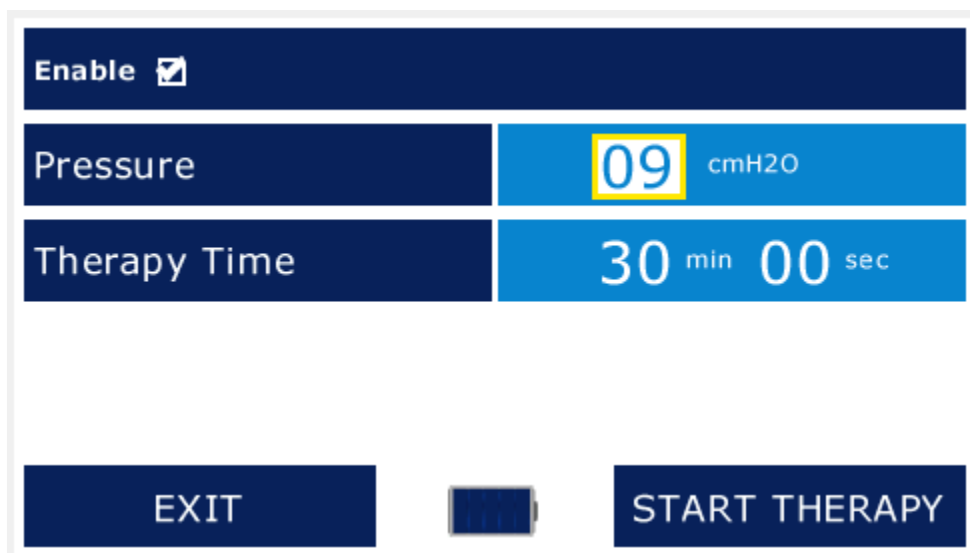 Enable
Pressure 09 cmH2O
Therapy Time 30 min 00 sec
EXIT START THERAPY